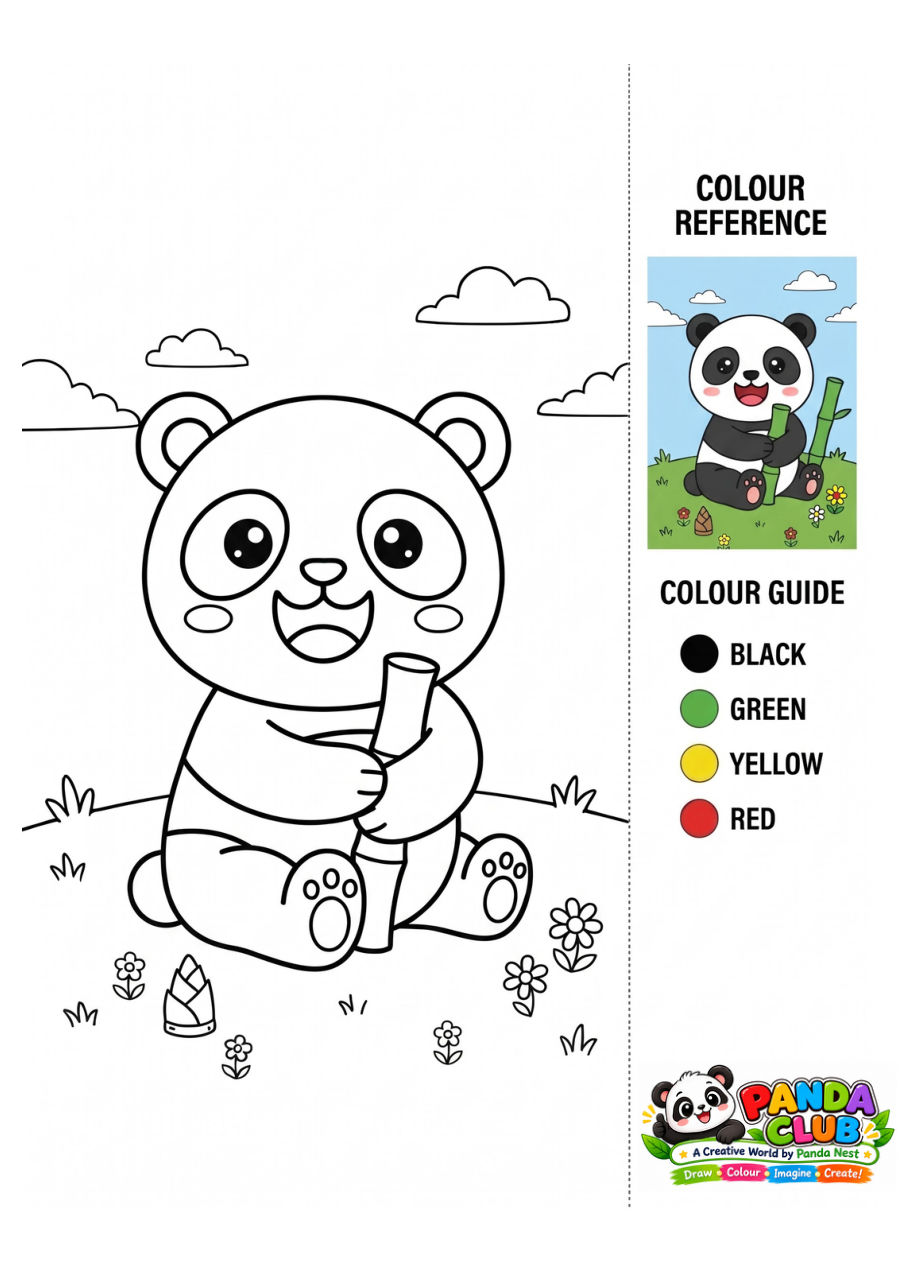 COLOUR
REFERENCE
COLOUR GUIDE
BLACK
GREEN
YELLOW
RED
PANDA
CLUB
A Creative World by Panda Nest
Draw • Colour • Imagine • Create!